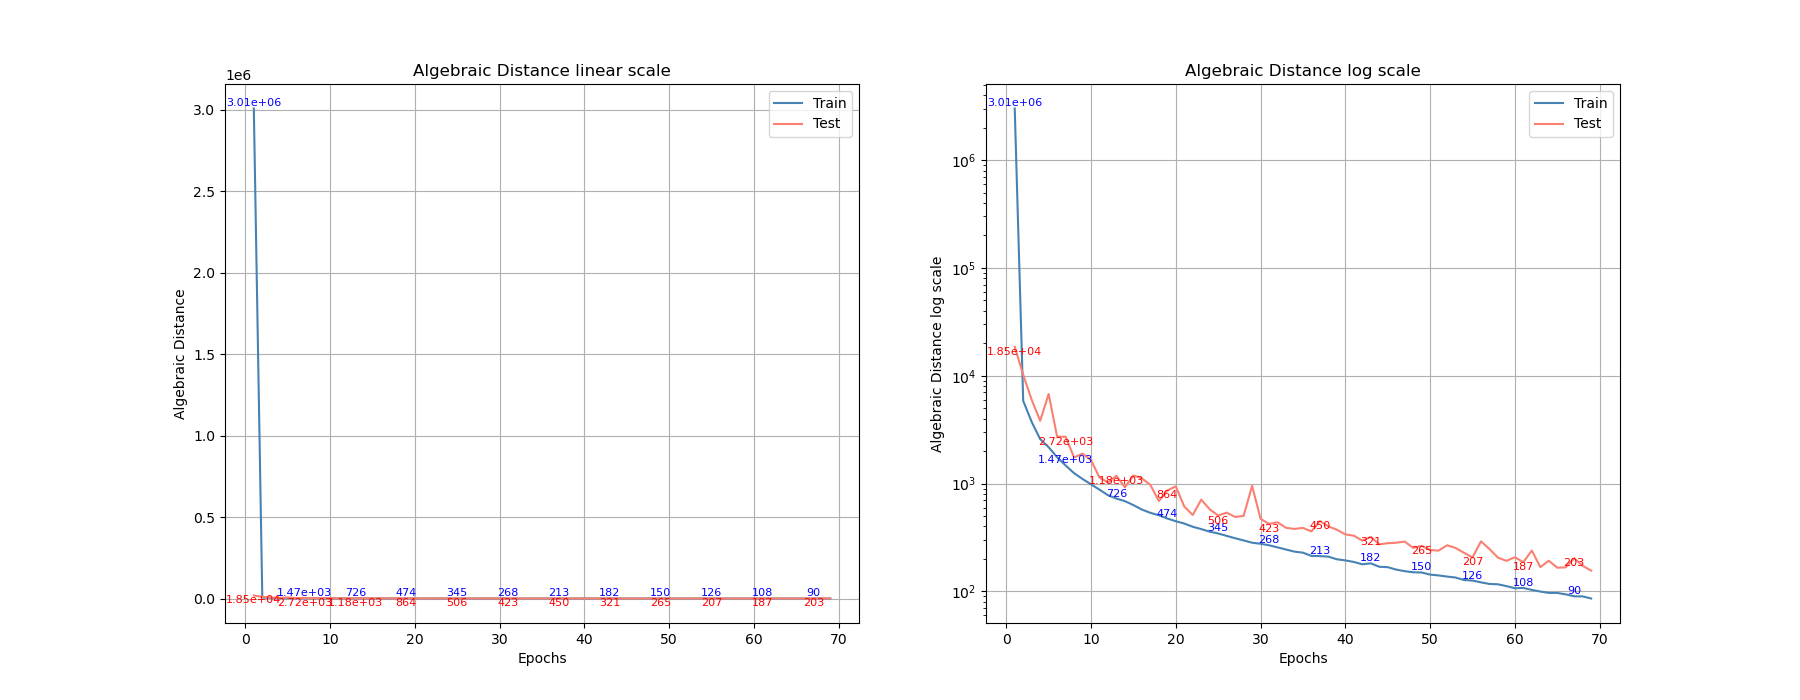 Algebraic Distance linear scale
1e6
3.0
2.5
2.0
1.5
1.0
0.5
0.0
Algebraic Distance
3.01e+06
1.47e+03 726 474 345 268 213 182 150 126 108 90
1.85e+04 2.72e+03 1.18e+03 864 506 423 450 321 265 207 187 203
Train
Test
0 10 20 30 40 50 60 70
Epochs
Algebraic Distance log scale
10^6
10^5
10^4
10^3
10^2
Algebraic Distance log scale
3.01e+06
1.85e+04
2.72e+03
1.47e+03
1.18e+03
726
864
474
506
345
423
268
450
213
321
182
265
150
207
126
187
108
203
90
Train
Test
0 10 20 30 40 50 60 70
Epochs